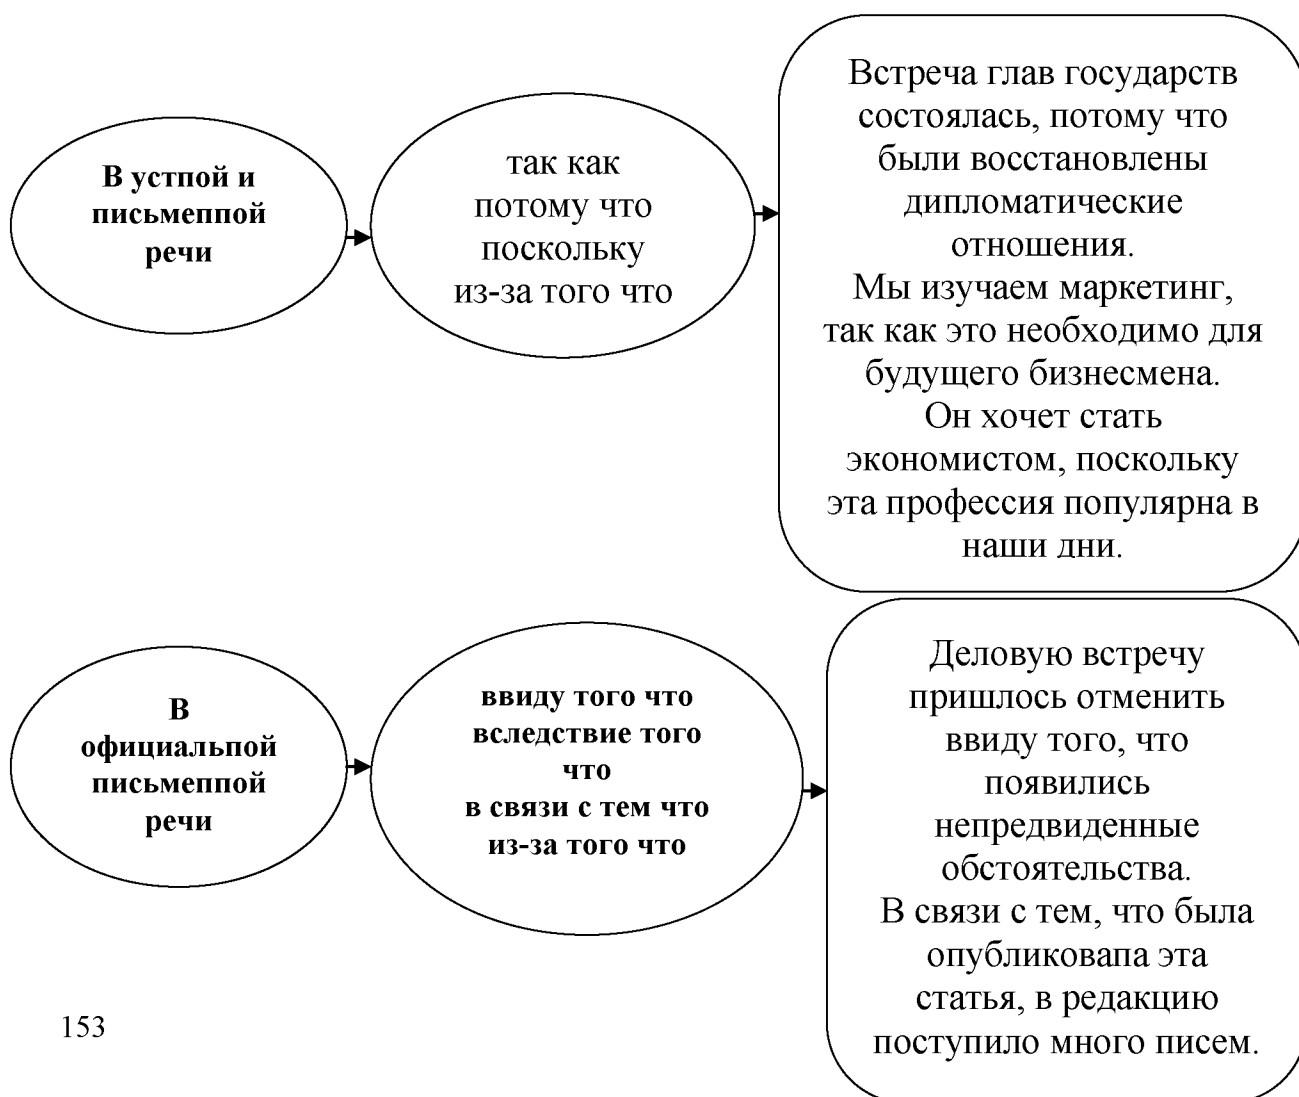 В устпой и
письмеппой
речи
так как
потому что
поскольку
из-за того что
Встреча глав государств
состоялась, потому что
были восстановлены
дипломатические
отношения.
Мы изучаем маркетинг,
так как это необходимо для
будущего бизнесмена.
Он хочет стать
экономистом, поскольку
эта профессия популярна в
наши дни.
В
официальпой
письмеппой
речи
ввиду того что
вследствие того
что
в связи с тем что
из-за того что
Деловую встречу
пришлось отменить
ввиду того, что
появились
непредвиденные
обстоятельства.
В связи с тем, что была
опубликовапа эта
статья, в редакцию
поступило много писем.
153